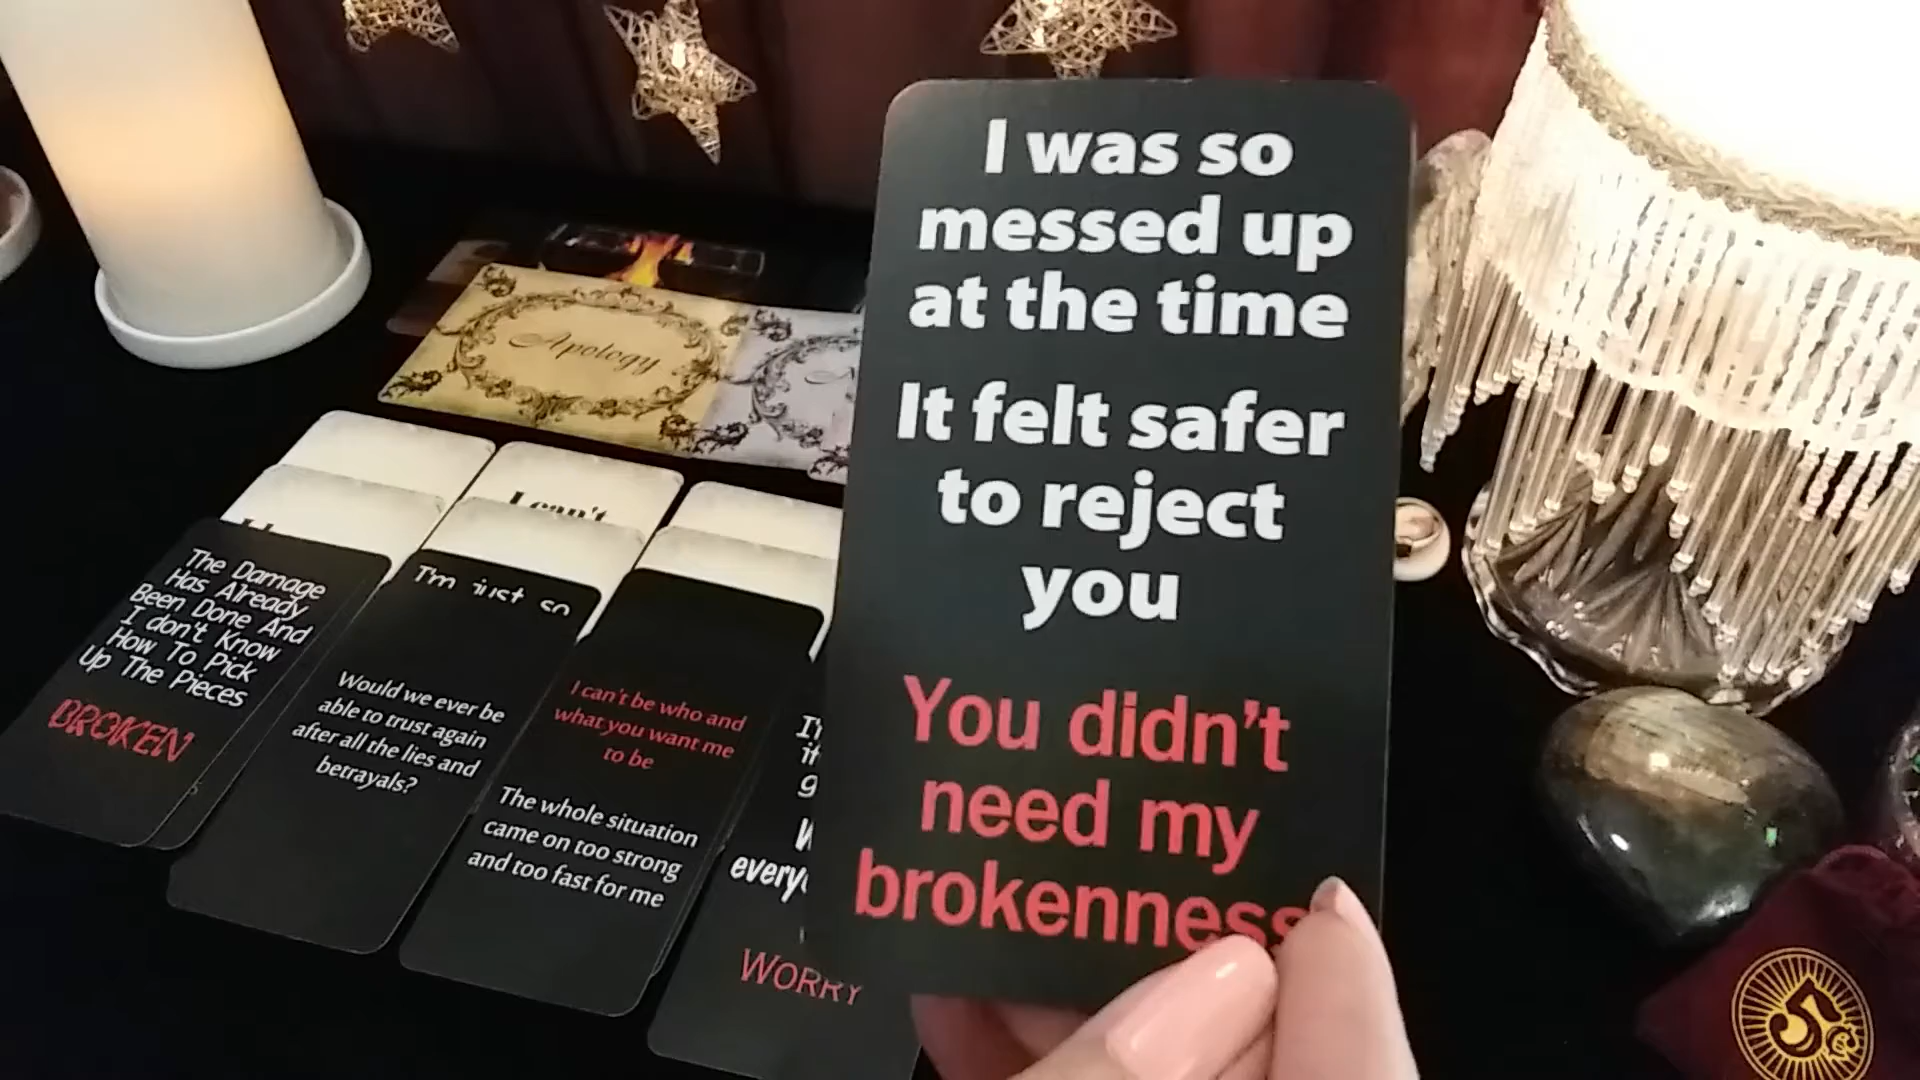 I was so
messed up
at the time
It felt safer
to reject
you
You didn't
need my
brokenness
Apology
I can't
The Damage
Has Already
Been Done And
I don't Know
How To Pick
Up The Pieces
BROKEN
I'm just so
Would we ever be
able to trust again
after all the lies and
betrayals?
I can't be who and
what you want me
to be
The whole situation
came on too strong
and too fast for me
WORRY